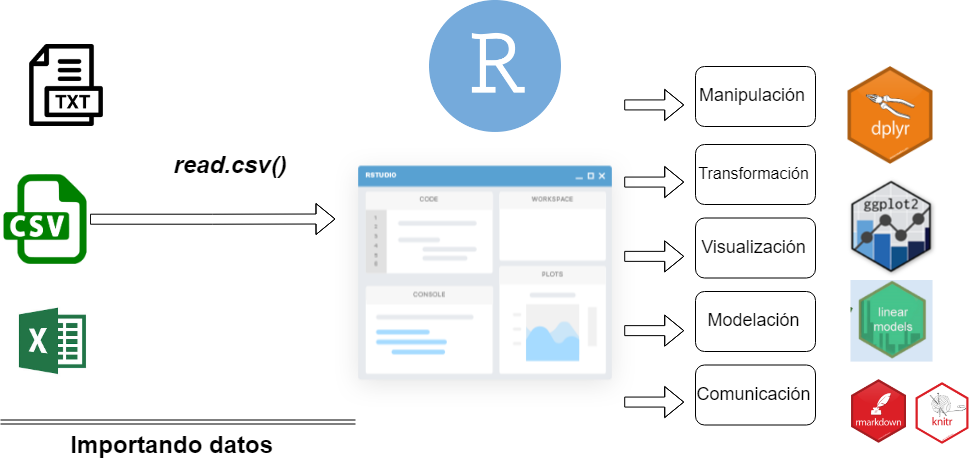 TXT
CSV
X
Importando datos
read.csv()
R
RSTUDIO
CODE
1
2
3
4
5
6
WORKSPACE
PLOTS
CONSOLE
Manipulación
Transformación
Visualización
Modelación
Comunicación
dplyr
ggplot2
linear
models
rmarkdown
knitr